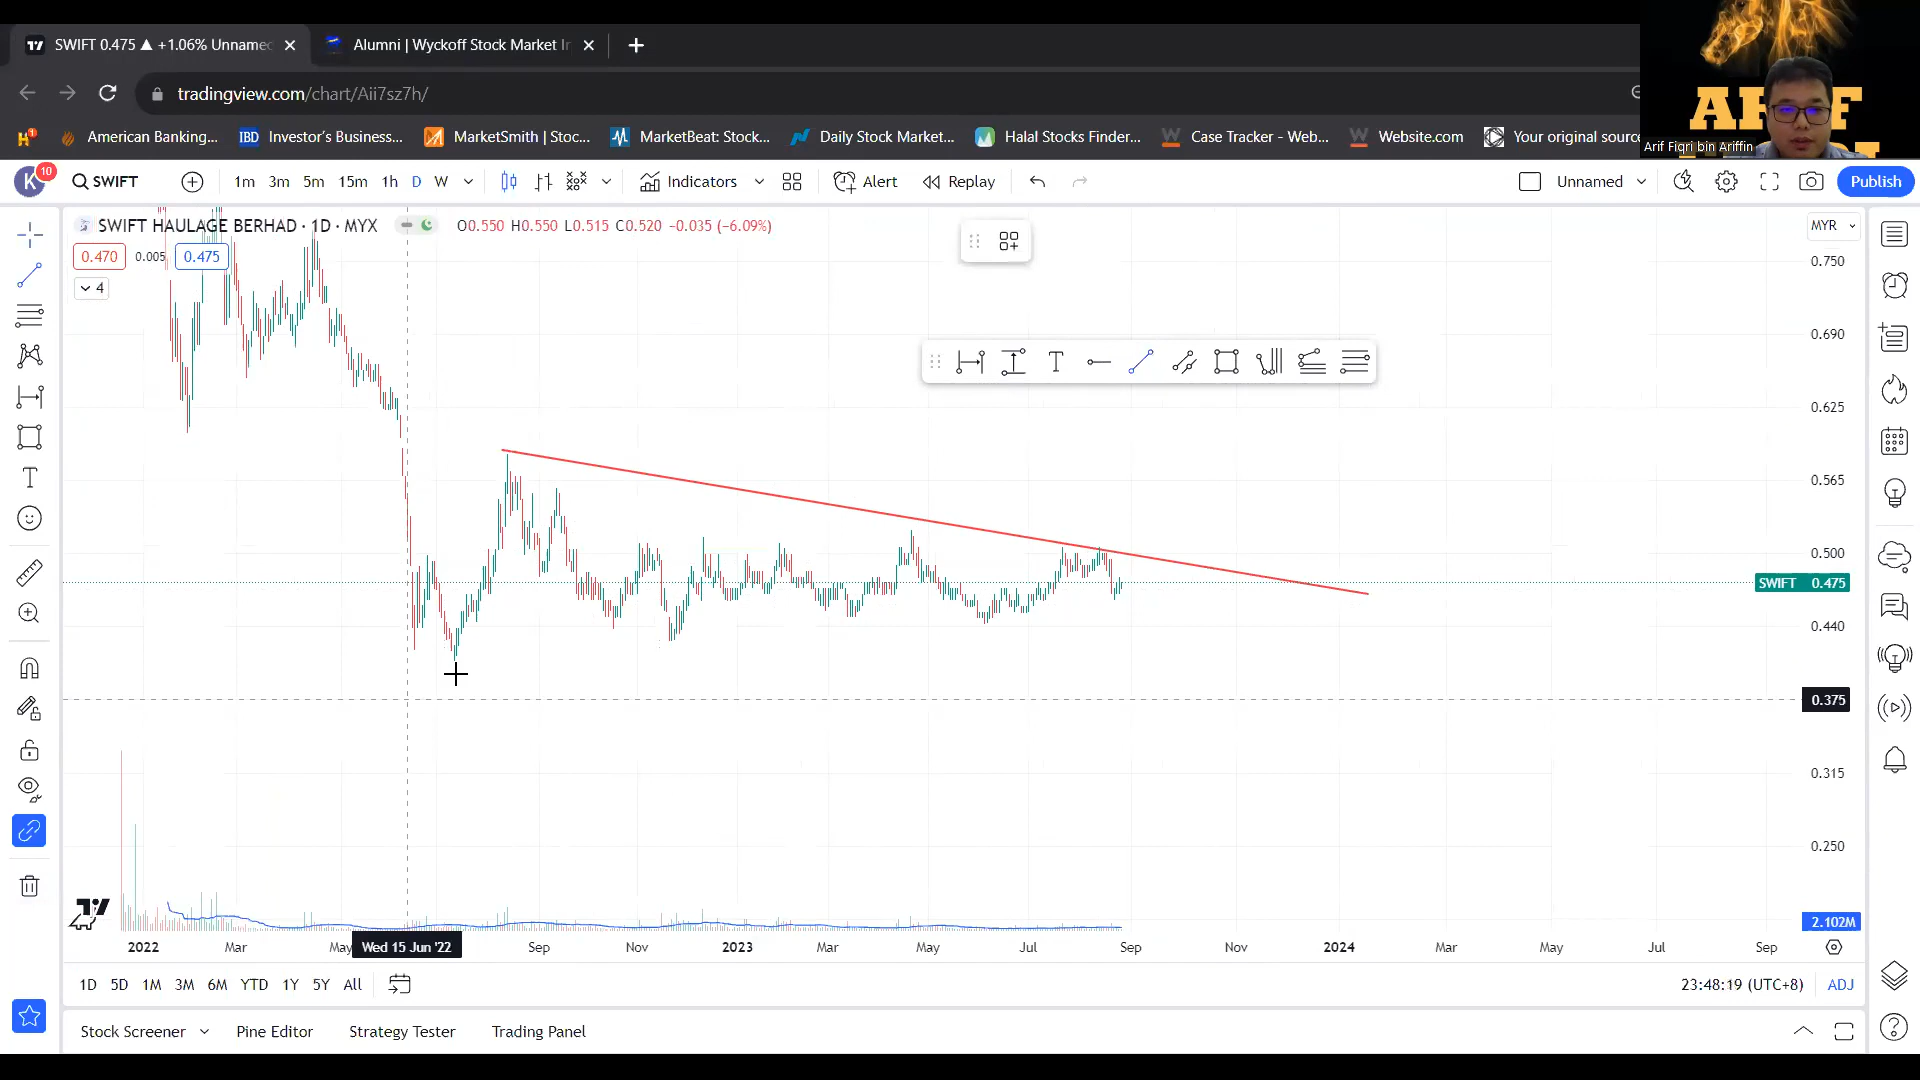 SWIFT 0.475 ▲ +1.06% Unname
Alumni | Wyckoff Stock Market I
tradingview.com/chart/Aii7sz7h/
American Banking...
IBD Investor's Business...
MarketSmith | Stoc...
MarketBeat: Stock...
Daily Stock Market...
Halal Stocks Finder...
Case Tracker - Web...
Website.com
Your original source
Arif Fiqri bin Ariffin
K 10
SWIFT
1m 3m 5m 15m 1h D W
Indicators
Alert
Replay
Unnamed
Publish
SWIFT HAULAGE BERHAD · 1D · MYX
O0.550 H0.550 L0.515 C0.520 −0.035 (−6.09%)
MYR
0.470 0.005 0.475
4
0.750
0.690
0.625
0.565
0.500
SWIFT 0.475
0.440
0.375
0.315
0.250
2.102M
2022 Mar May Wed 15 Jun '22 Sep Nov 2023 Mar May Jul Sep Nov 2024 Mar May Jul Sep
1D 5D 1M 3M 6M YTD 1Y 5Y All
23:48:19 (UTC+8) ADJ
Stock Screener
Pine Editor
Strategy Tester
Trading Panel